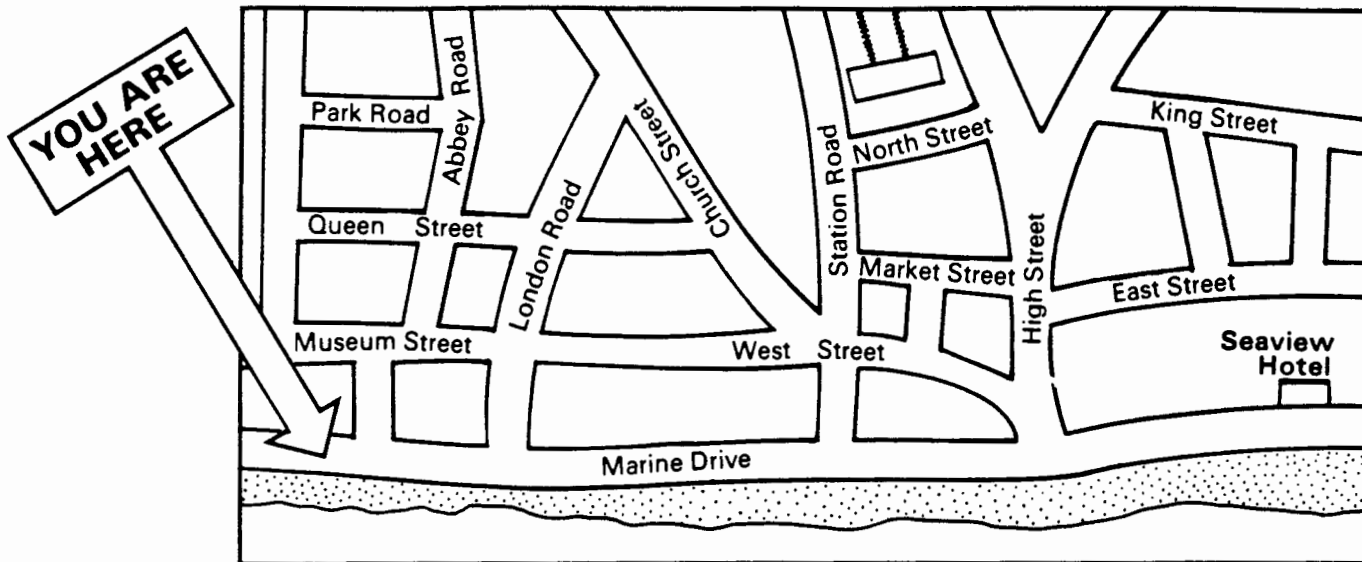 YOU ARE
HERE
Park Road
Abbey Road
Queen Street
London Road
Church Street
Museum Street
West Street
Station Road
North Street
Market Street
High Street
King Street
East Street
Seaview
Hotel
Marine Drive